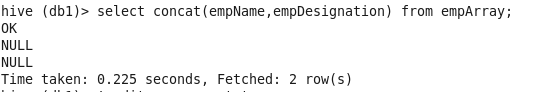 hive (db1)> select concat(empName,empDesignation) from empArray;
OK
NULL
NULL
Time taken: 0.225 seconds, Fetched: 2 row(s)